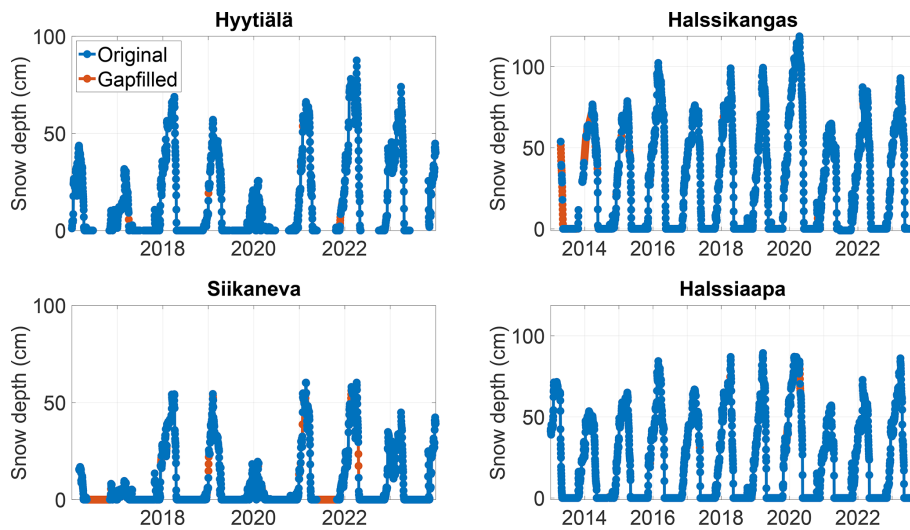 Hyytiälä
Snow depth (cm)
100
50
0
Original
Gapfilled
2018 2020 2022
Halssikangas
Snow depth (cm)
100
50
0
2014 2016 2018 2020 2022
Siikaneva
Snow depth (cm)
100
50
0
2018 2020 2022
Halssiaapa
Snow depth (cm)
100
50
0
2014 2016 2018 2020 2022